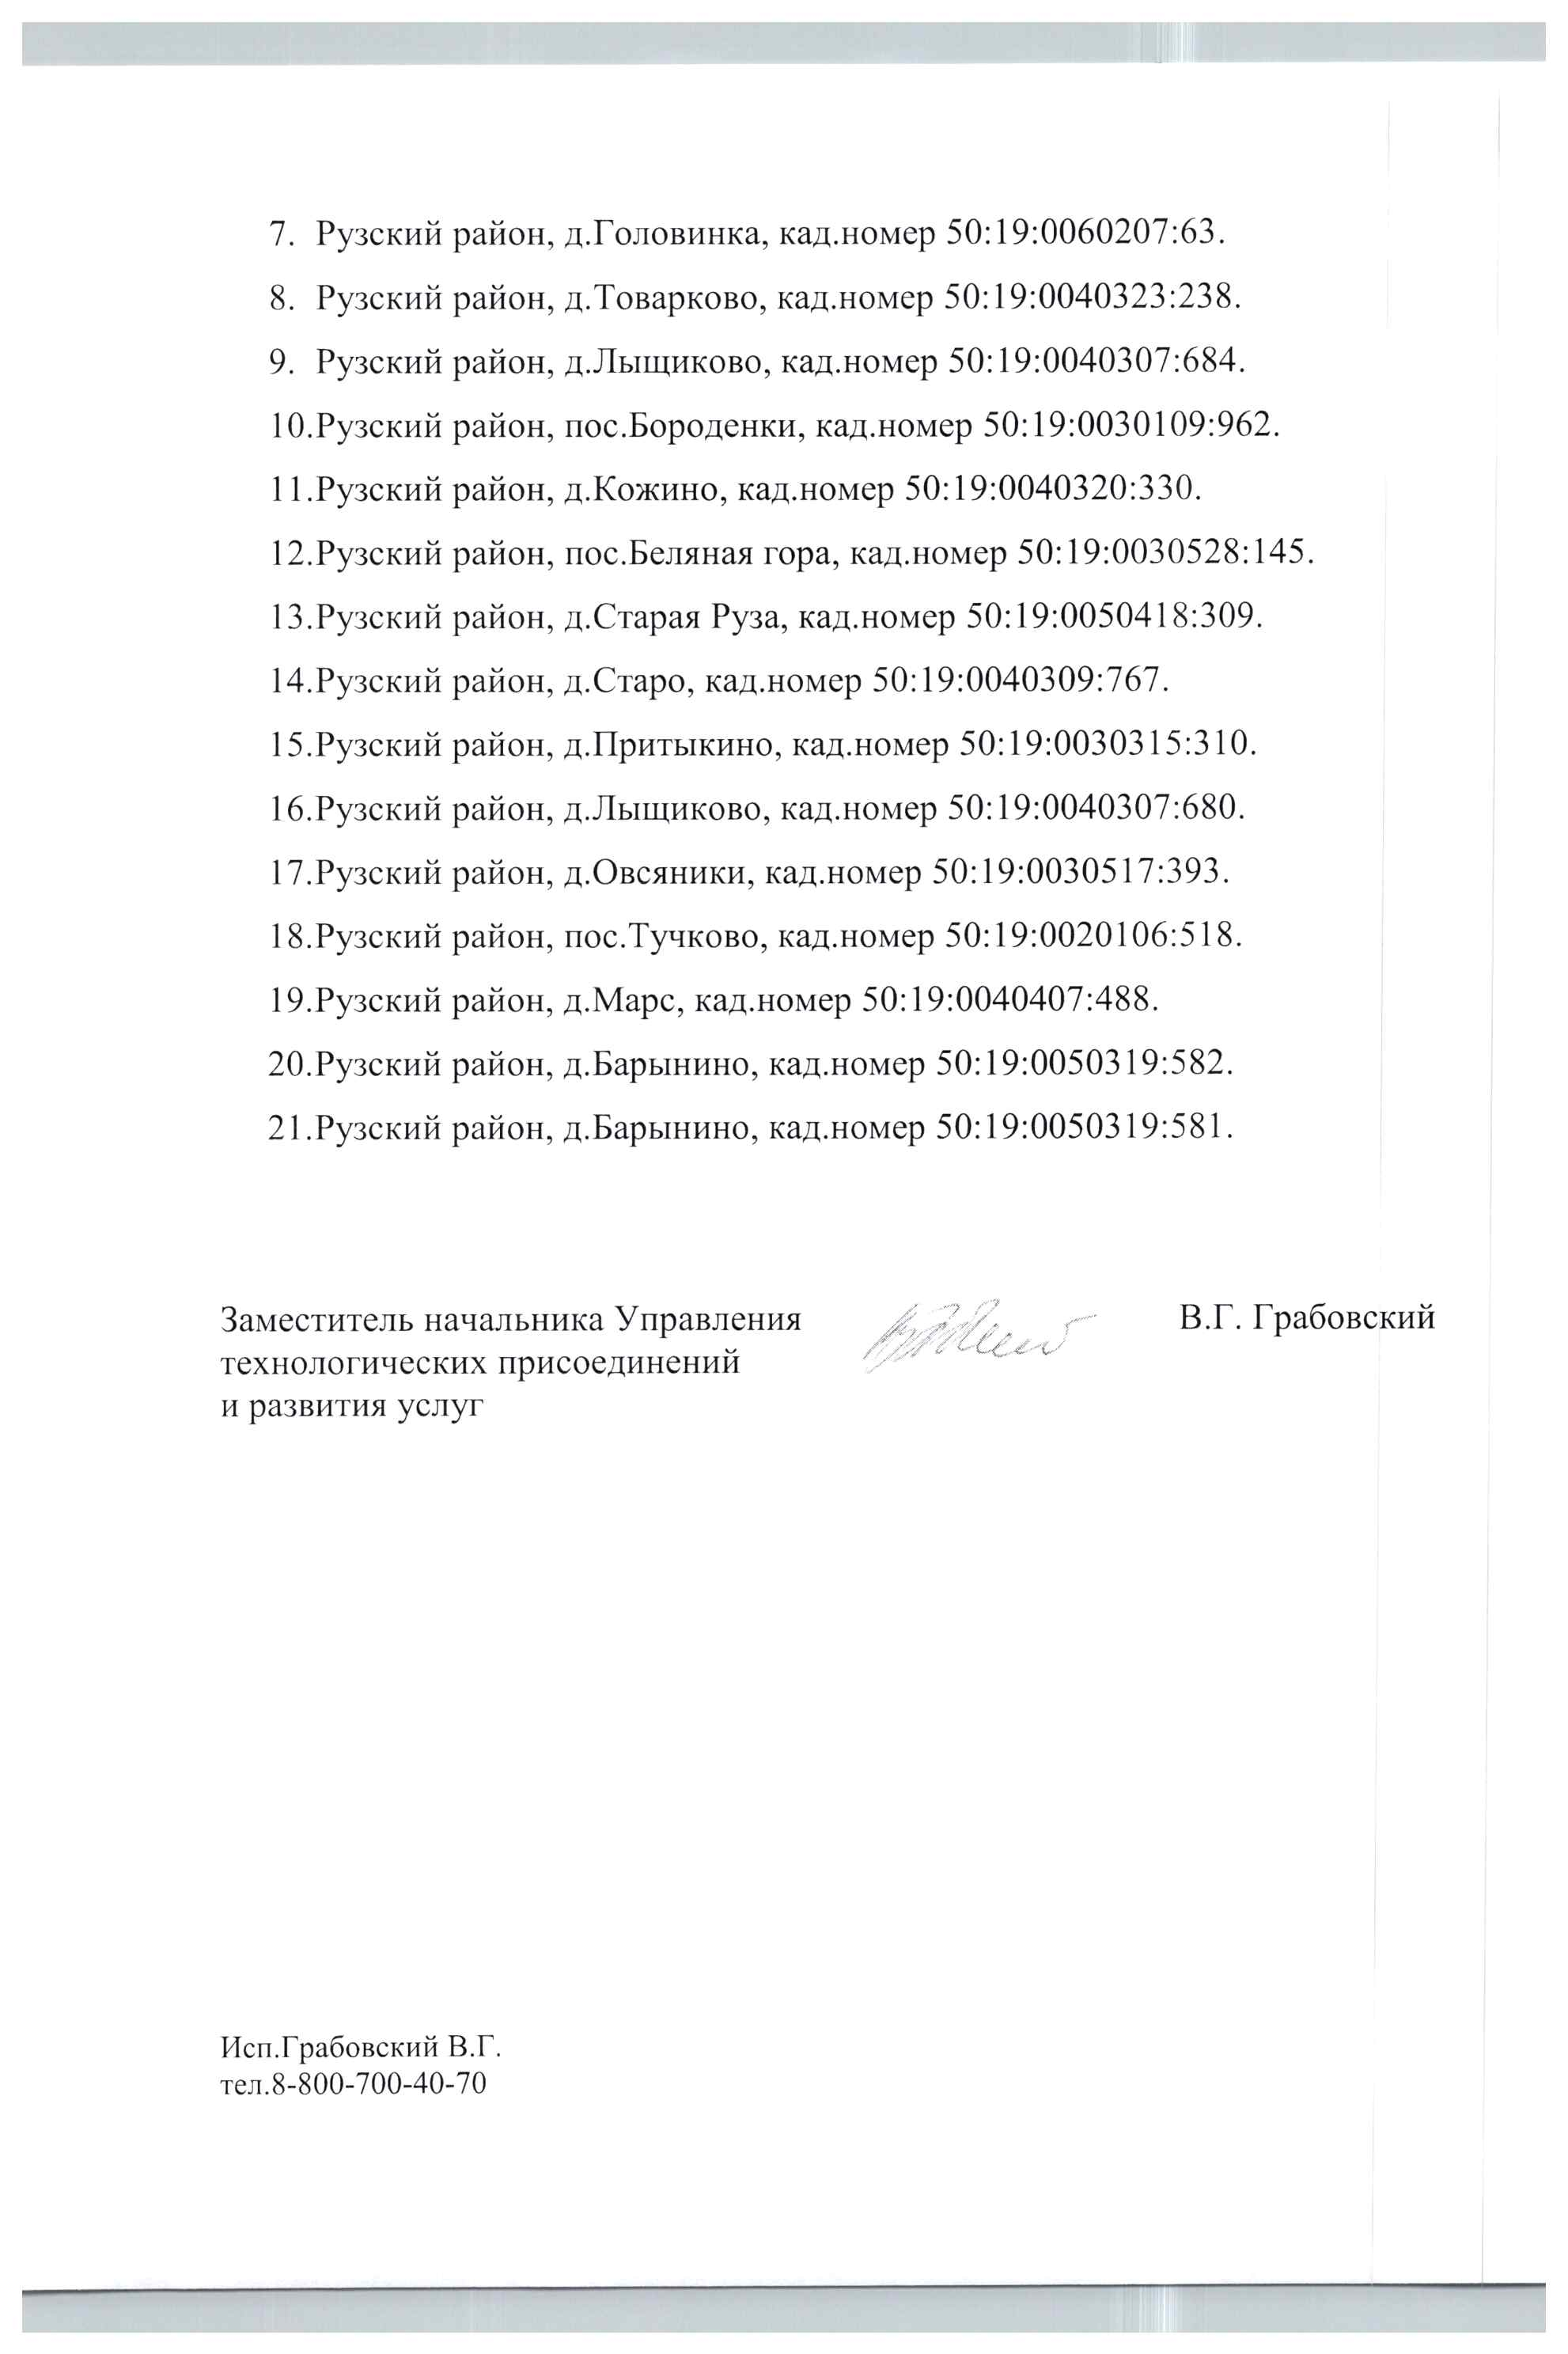 7. Рузский район, д.Головинка, кад.номер 50:19:0060207:63.
8. Рузский район, д.Товарково, кад.номер 50:19:0040323:238.
9. Рузский район, д.Лыщиково, кад.номер 50:19:0040307:684.
10.Рузский район, пос.Бороденки, кад.номер 50:19:0030109:962.
11.Рузский район, д.Кожино, кад.номер 50:19:0040320:330.
12.Рузский район, пос.Беляная гора, кад.номер 50:19:0030528:145.
13.Рузский район, д.Старая Руза, кад.номер 50:19:0050418:309.
14.Рузский район, д.Старо, кад.номер 50:19:0040309:767.
15.Рузский район, д.Притыкино, кад.номер 50:19:0030315:310.
16.Рузский район, д.Лыщиково, кад.номер 50:19:0040307:680.
17.Рузский район, д.Овсяники, кад.номер 50:19:0030517:393.
18.Рузский район, пос.Тучково, кад.номер 50:19:0020106:518.
19.Рузский район, д.Марс, кад.номер 50:19:0040407:488.
20.Рузский район, д.Барынино, кад.номер 50:19:0050319:582.
21.Рузский район, д.Барынино, кад.номер 50:19:0050319:581.
Заместитель начальника Управления В.Г. Грабовский
технологических присоединений
и развития услуг
Исп.Грабовский В.Г.
тел.8-800-700-40-70